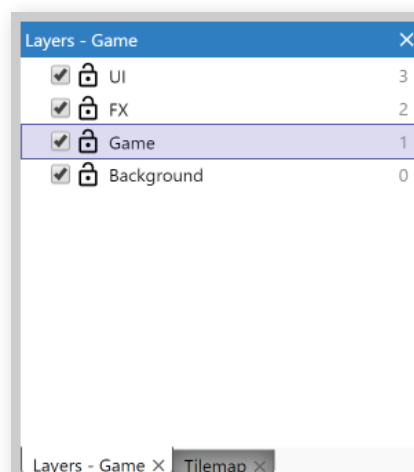 Layers - Game
UI 3
FX 2
Game 1
Background 0
Layers - Game Tilemap